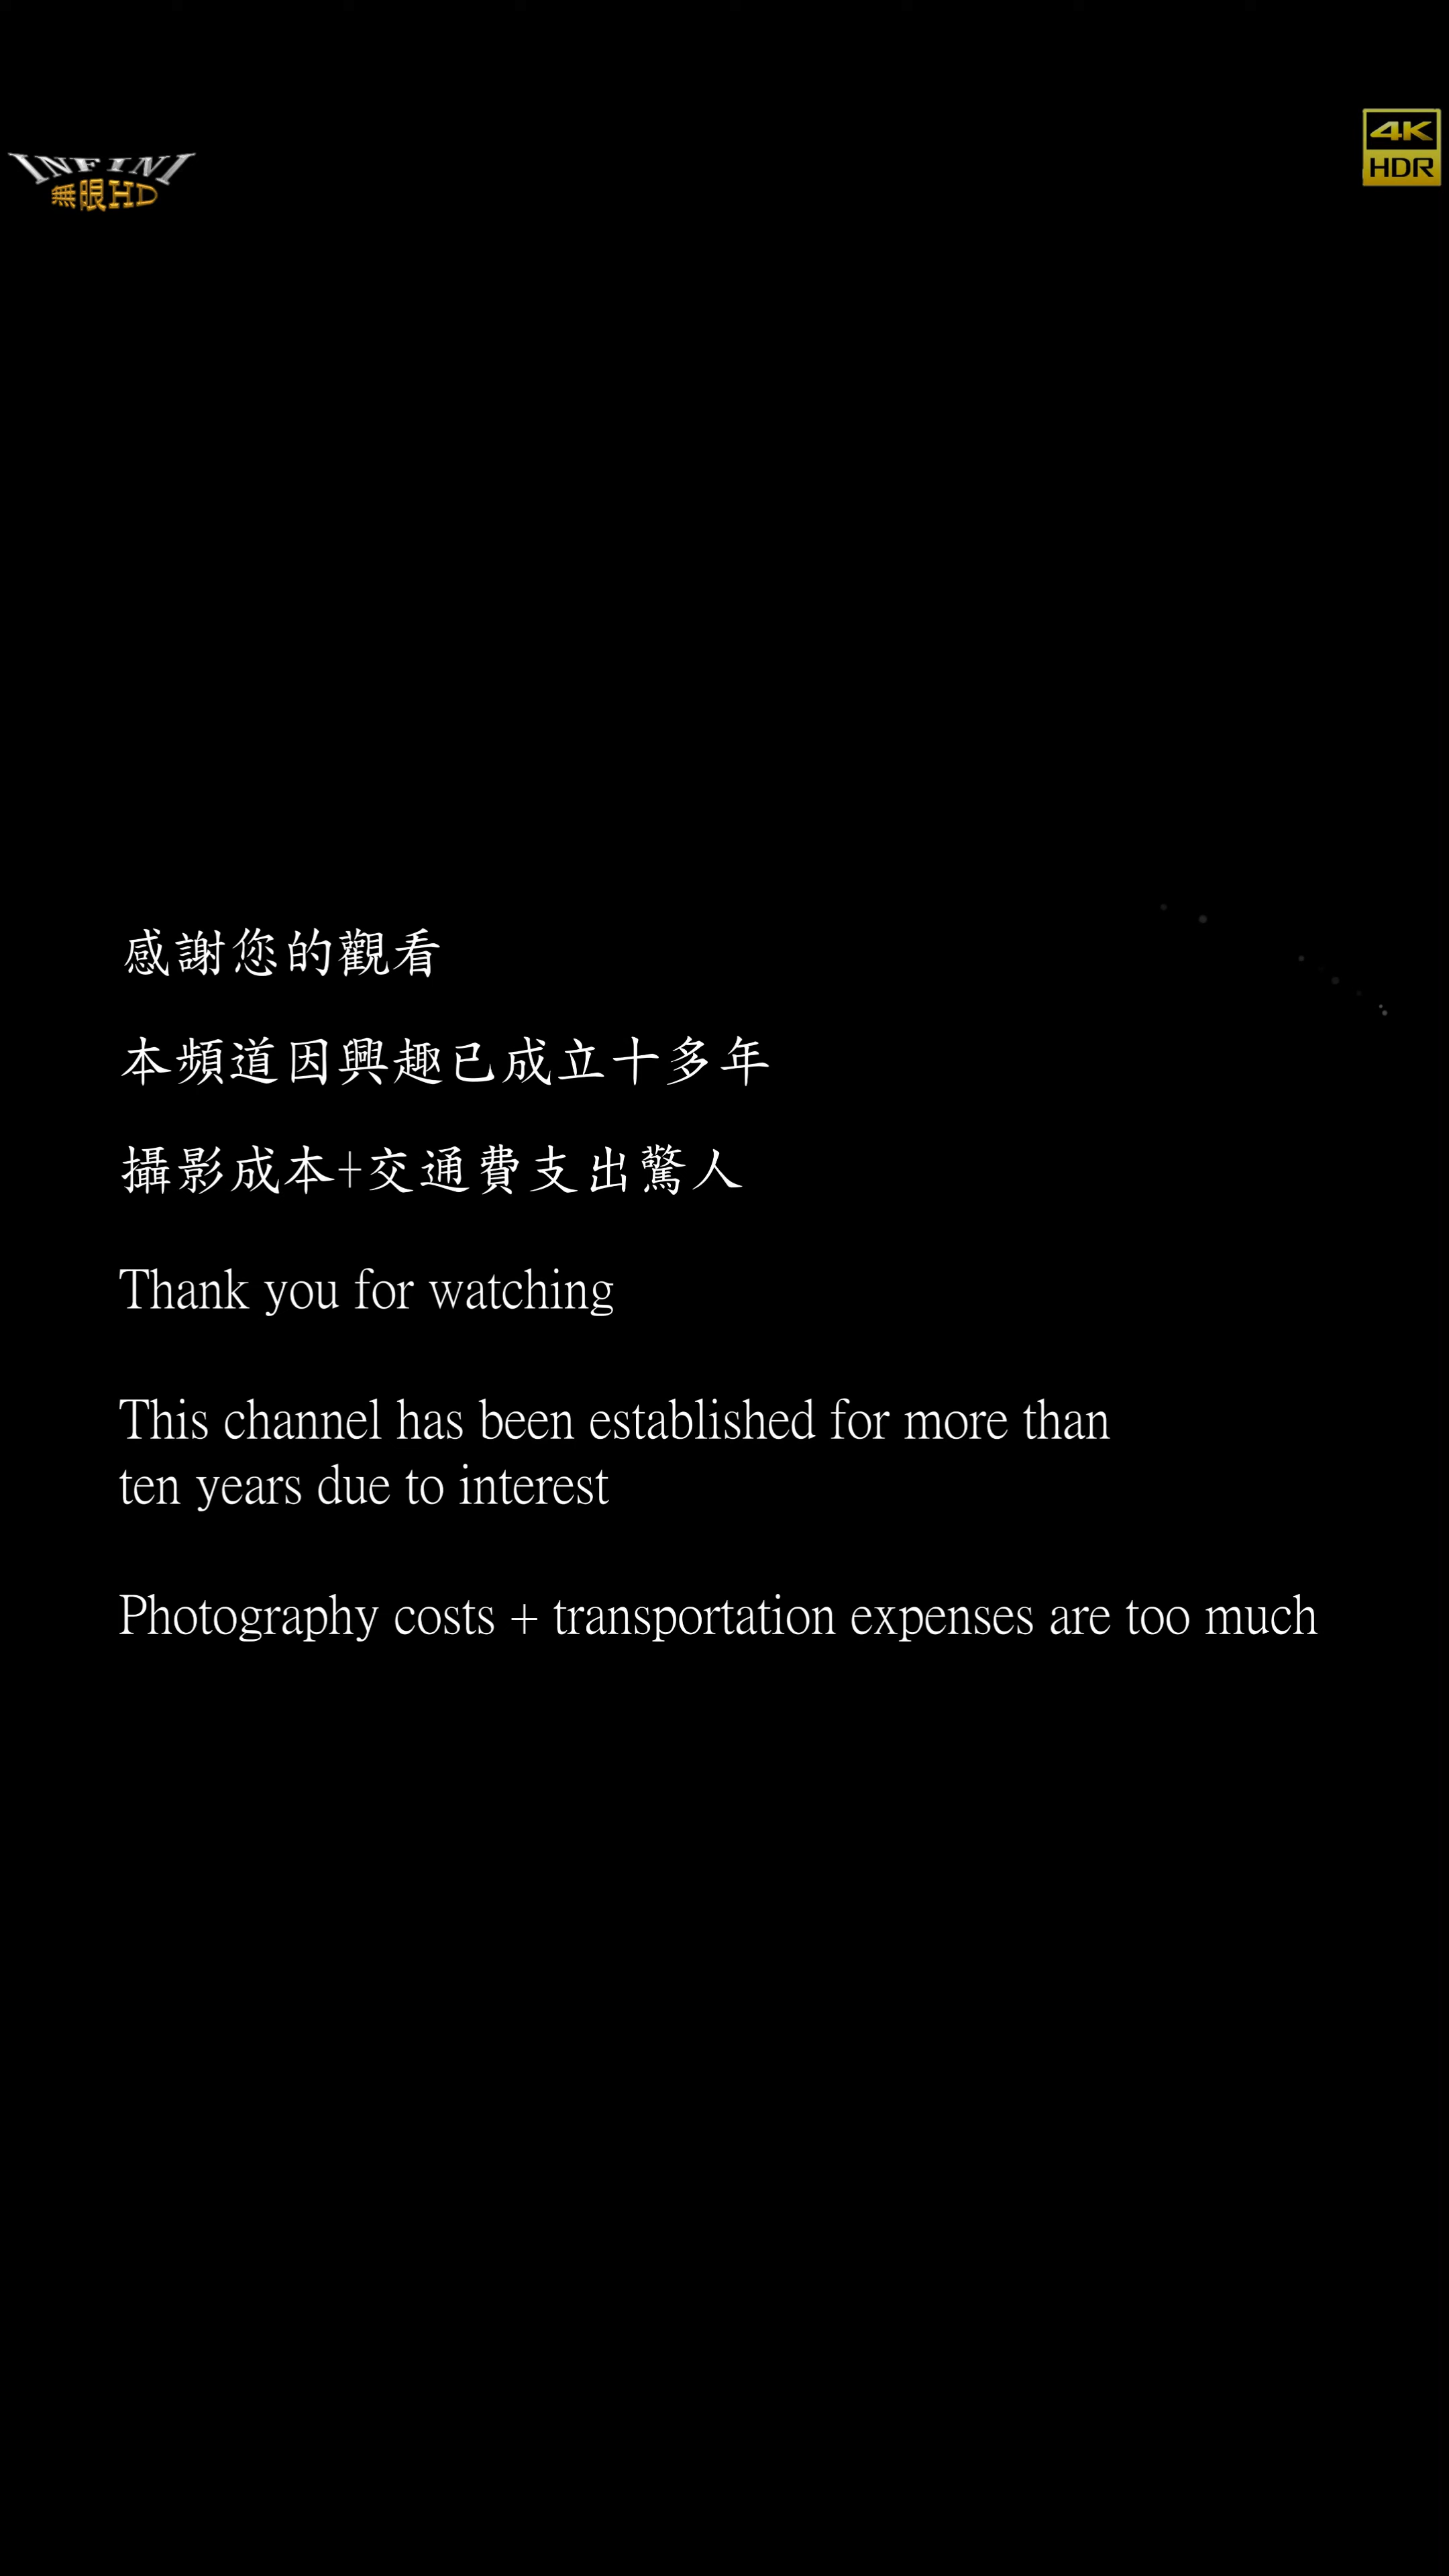 INFINI
無限HD
4K
HDR
感謝您的觀看
本頻道因興趣已成立十多年
攝影成本+交通費支出驚人
Thank you for watching
This channel has been established for more than
ten years due to interest
Photography costs + transportation expenses are too much